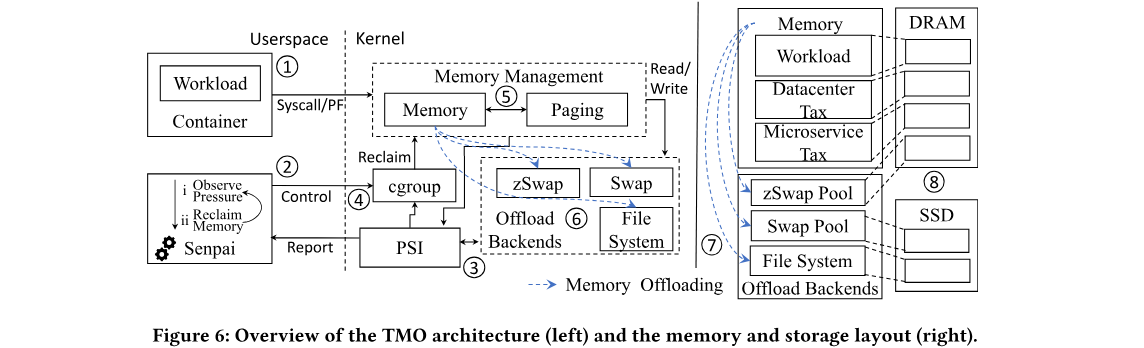 Userspace
Kernel
①
Workload
Container
Syscall/PF
Memory Management
Memory
⑤
Paging
Read/
Write
Reclaim
②
Control
④
cgroup
i Observe
Pressure
ii Reclaim
Memory
Senpai
Report
PSI
③
zSwap
Swap
Offload
Backends
⑥
File
System
Memory Offloading
⑦
Memory
Workload
Datacenter
Tax
Microservice
Tax
zSwap Pool
Swap Pool
File System
Offload Backends
DRAM
⑧
SSD
Figure 6: Overview of the TMO architecture (left) and the memory and storage layout (right).